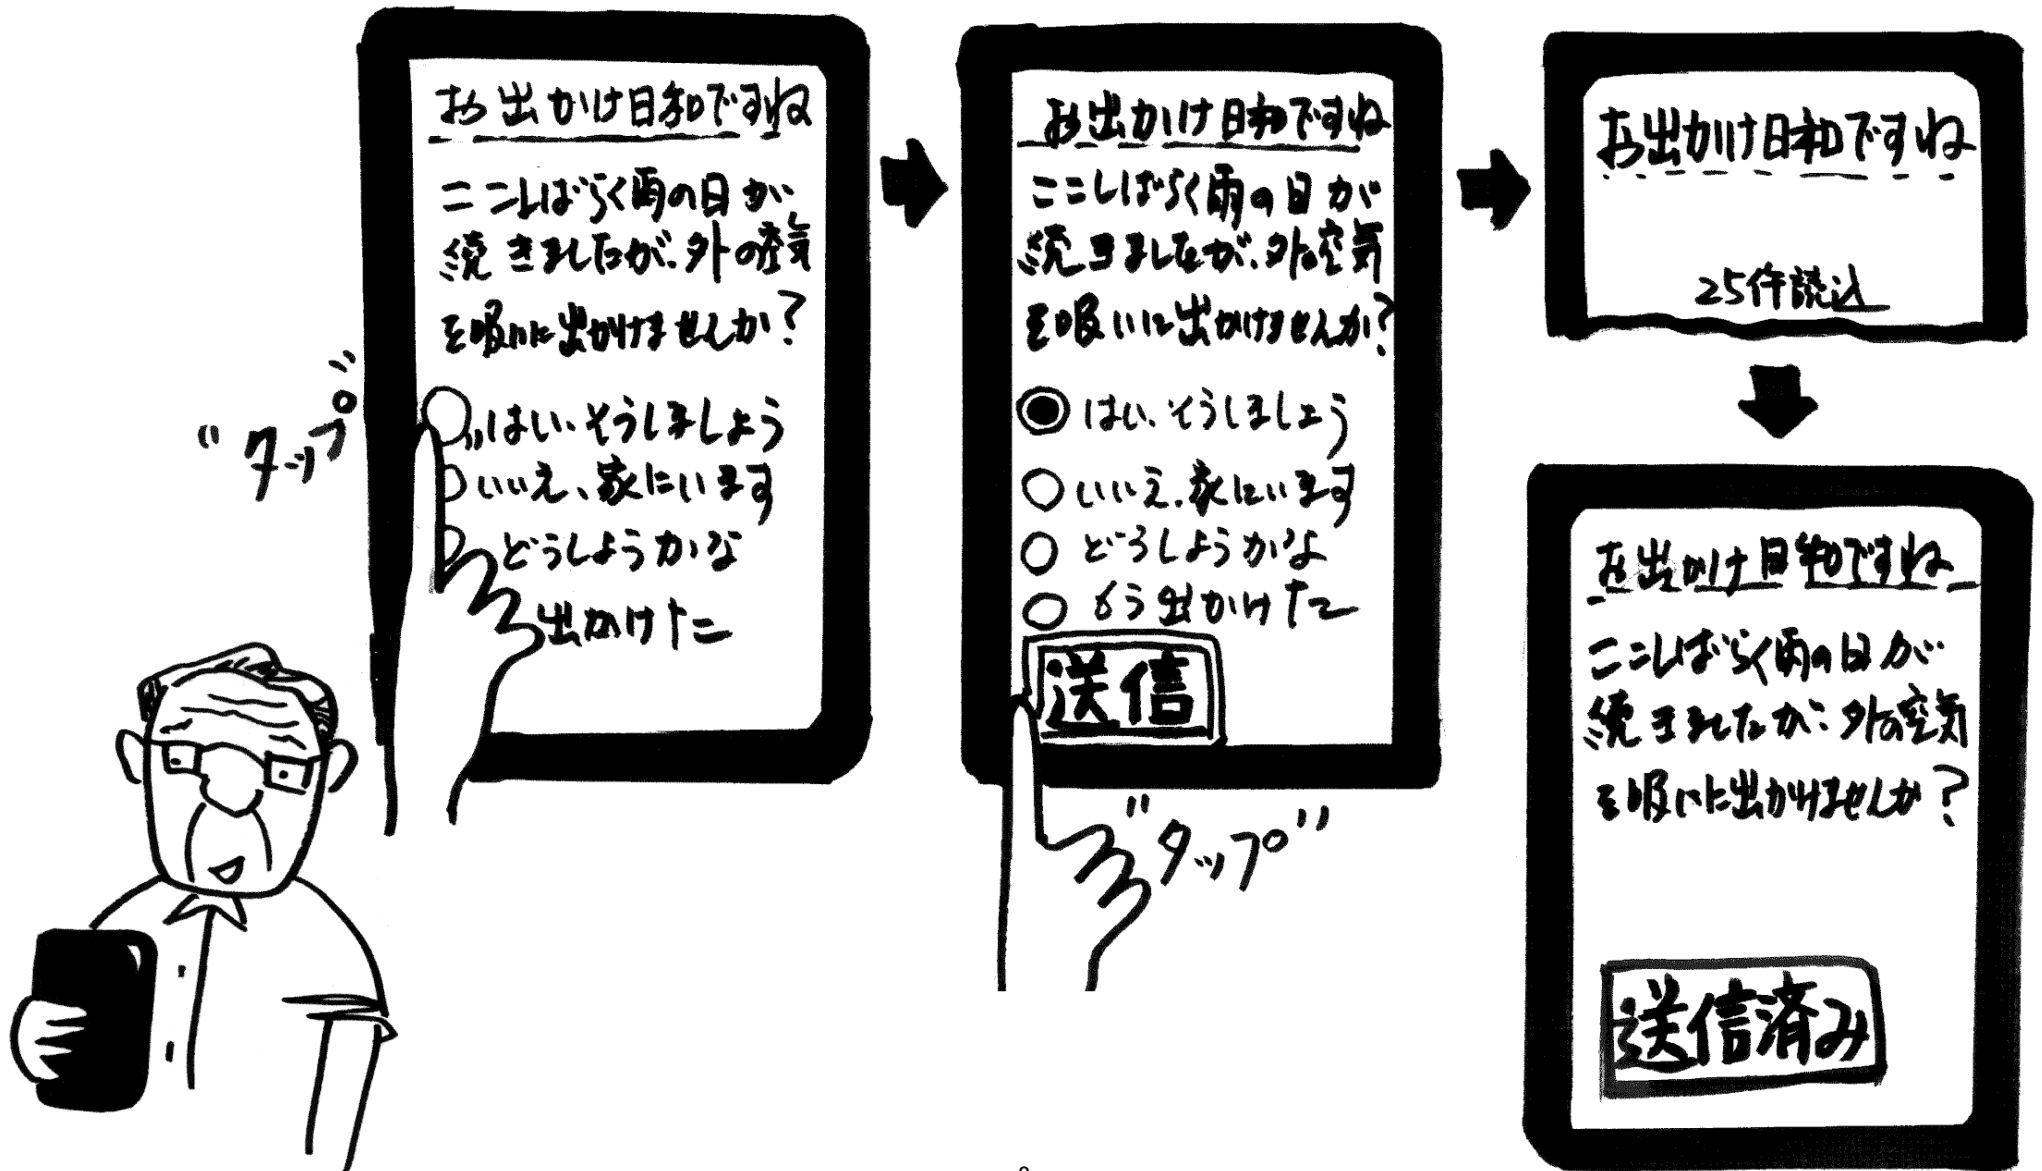 お出かけ日和ですね
ここしばらく雨の日が
続きましたが、外の空気
を吸いに出かけませんか?
はい、そうしましょう
いいえ、家にいます
どうしようかな
出かけた
"タップ"
お出かけ日和ですね
ここしばらく雨の日が
続きましたが、外の空気
を吸いに出かけませんか?
はい、そうしましょう
いいえ、家にいます
どうしようかな
もう出かけた
送信
"タップ"
お出かけ日和ですね
25件読込
お出かけ日和ですね
ここしばらく雨の日が
続きましたが、外の空気
を吸いに出かけませんか?
送信済み